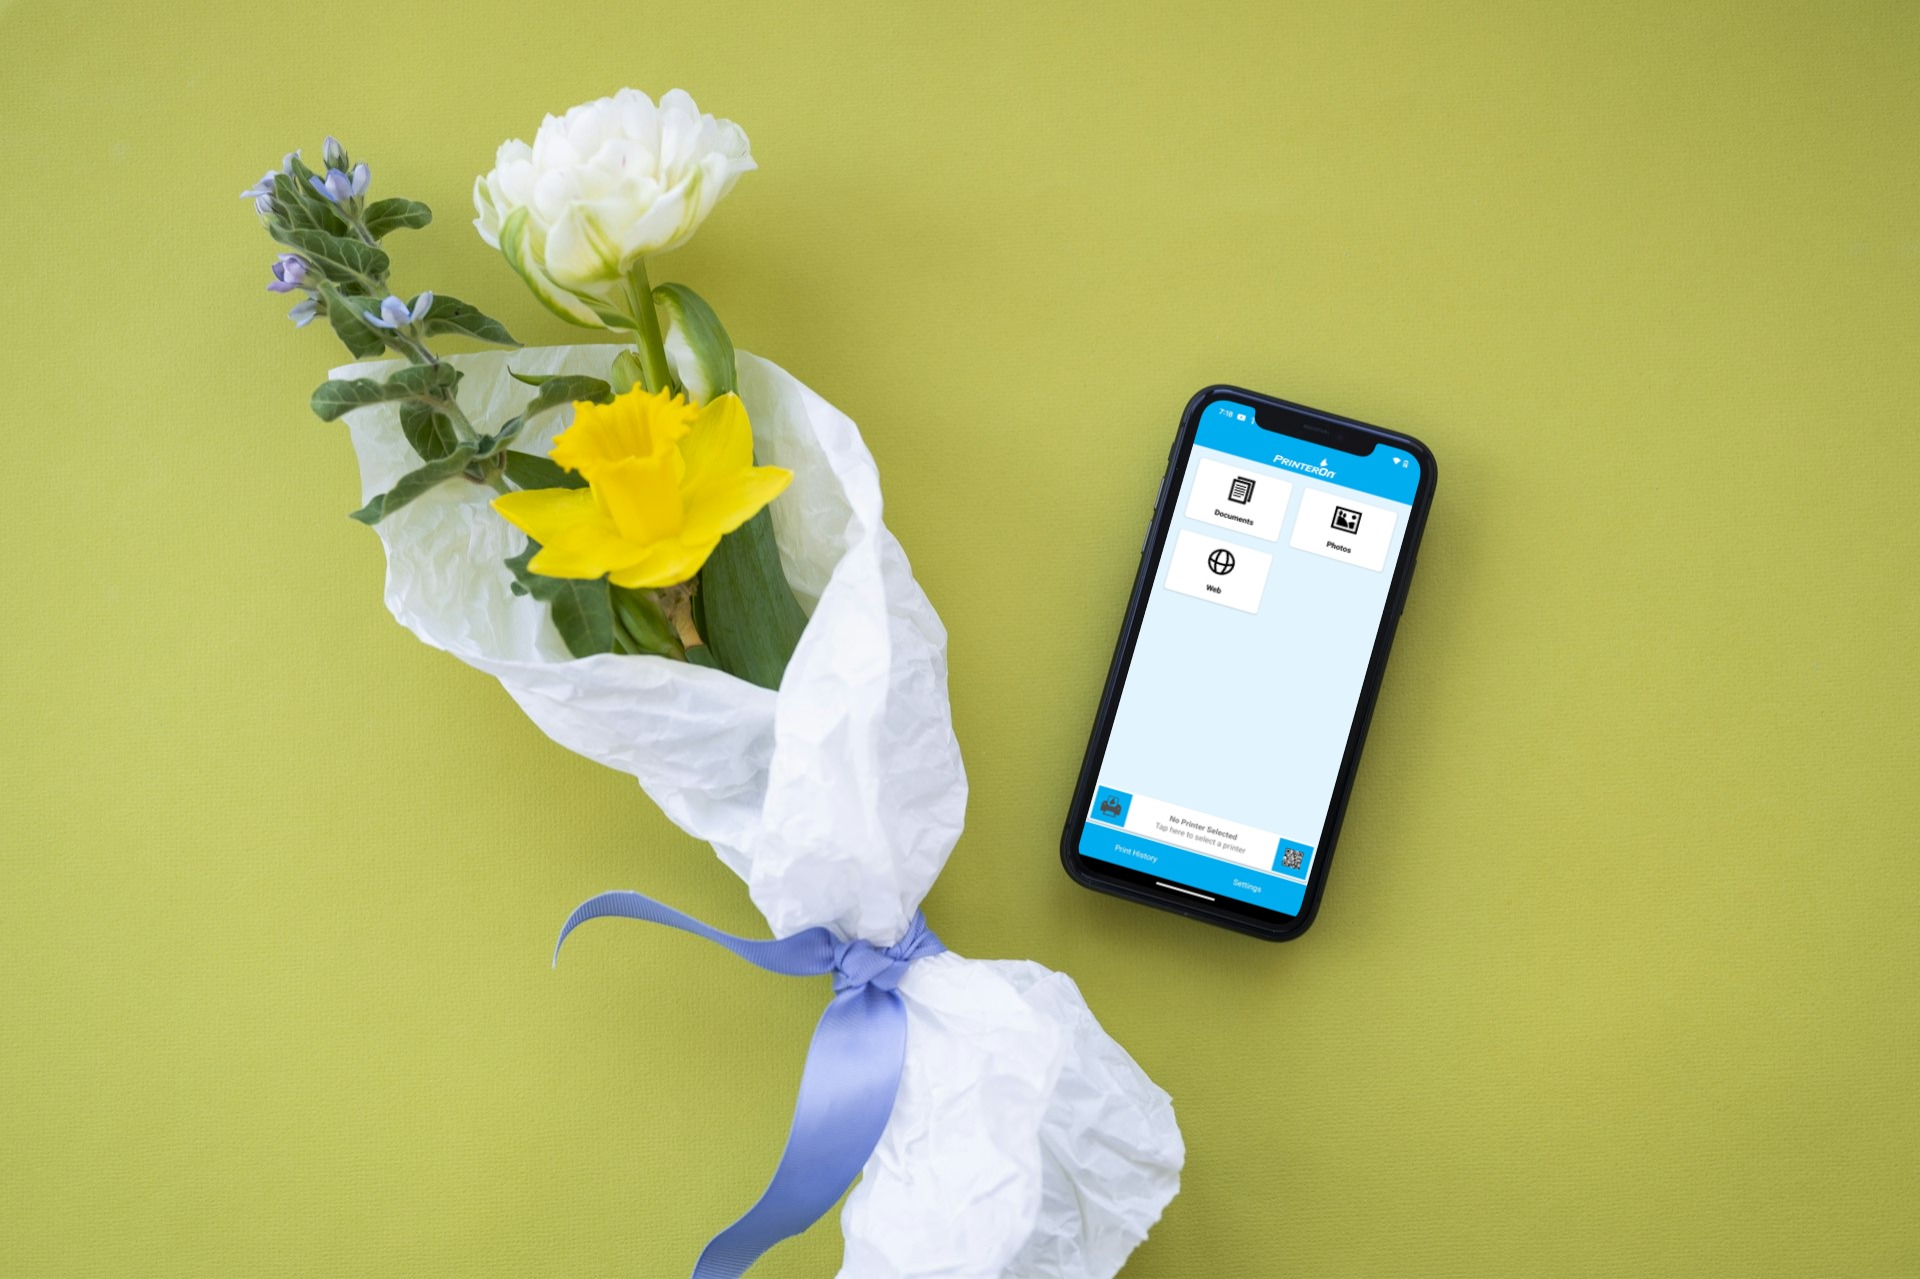 7:18
PRINTERON
Documents
Photos
Web
No Printer Selected
Tap here to select a printer
Print History
Settings